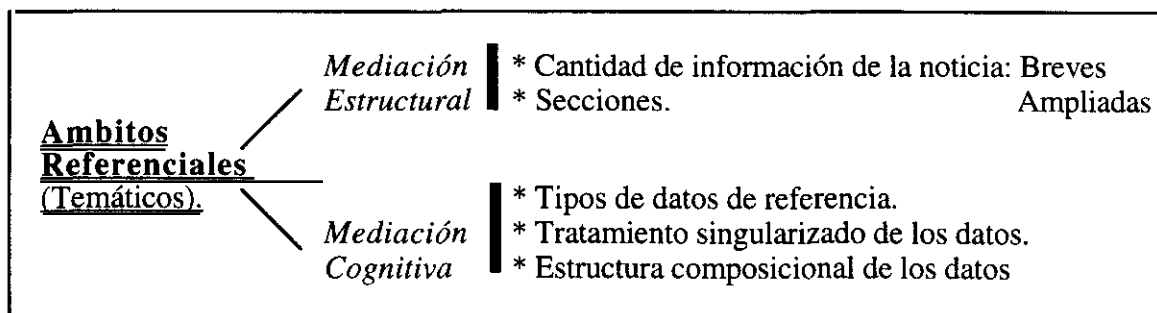 Mediación * Cantidad de información de la noticia: Breves
Estructural * Secciones. Ampliadas
Ambitos
Referenciales
(Temáticos).
* Tipos de datos de referencia.
Mediación * Tratamiento singularizado de los datos.
Cognitiva * Estructura composicional de los datos